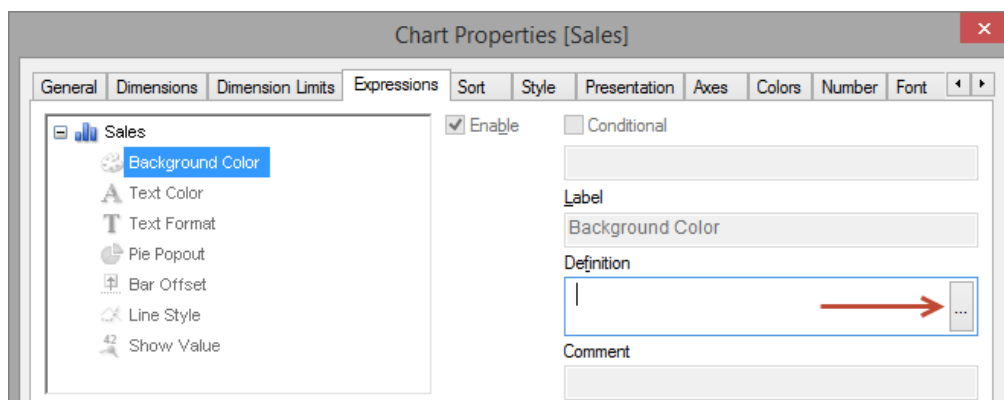 Chart Properties [Sales]
General Dimensions Dimension Limits Expressions Sort Style Presentation Axes Colors Number Font
Sales
Background Color
Text Color
Text Format
Pie Popout
Bar Offset
Line Style
42
Show Value
Enable
Conditional
Label
Background Color
Definition
...
Comment